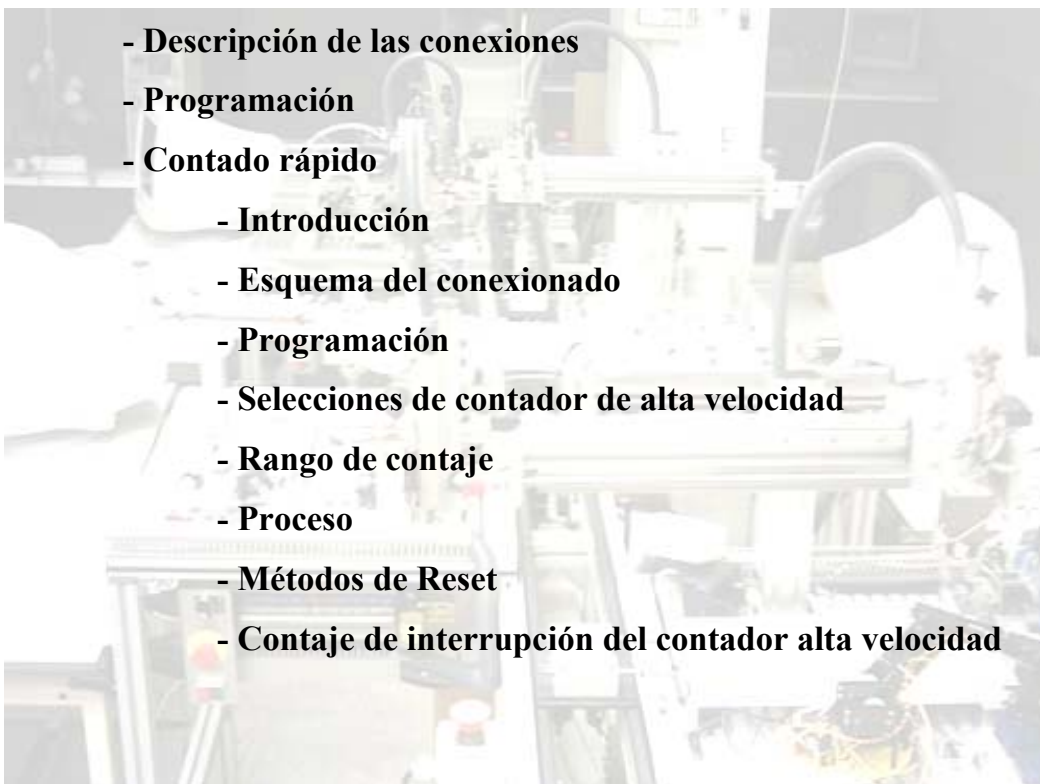 - Descripción de las conexiones
- Programación
- Contado rápido
- Introducción
- Esquema del conexionado
- Programación
- Selecciones de contador de alta velocidad
- Rango de contaje
- Proceso
- Métodos de Reset
- Contaje de interrupción del contador alta velocidad